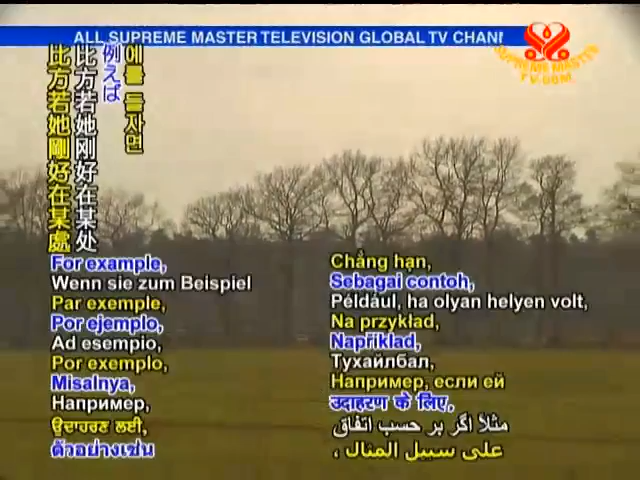 ALL SUPREME MASTER TELEVISION GLOBAL TV CHANN
SUPREME MASTER
TV.COM
예를 들자면
例えば
比方若她刚好在某处
比方若她剛好在某處
For example,
Wenn sie zum Beispiel
Par exemple,
Por ejemplo,
Ad esempio,
Por exemplo,
Misalnya,
Например,
ਉਦਾਹਰਣ ਲਈ,
ตัวอย่างเช่น
Chẳng hạn,
Sebagai contoh,
Például, ha olyan helyen volt,
Na przykład,
Například,
Тухайлбал,
Например, если ей
उदाहरण के लिए,
مثلاً اگر بر حسب اتفاق
على سبيل المثال ،